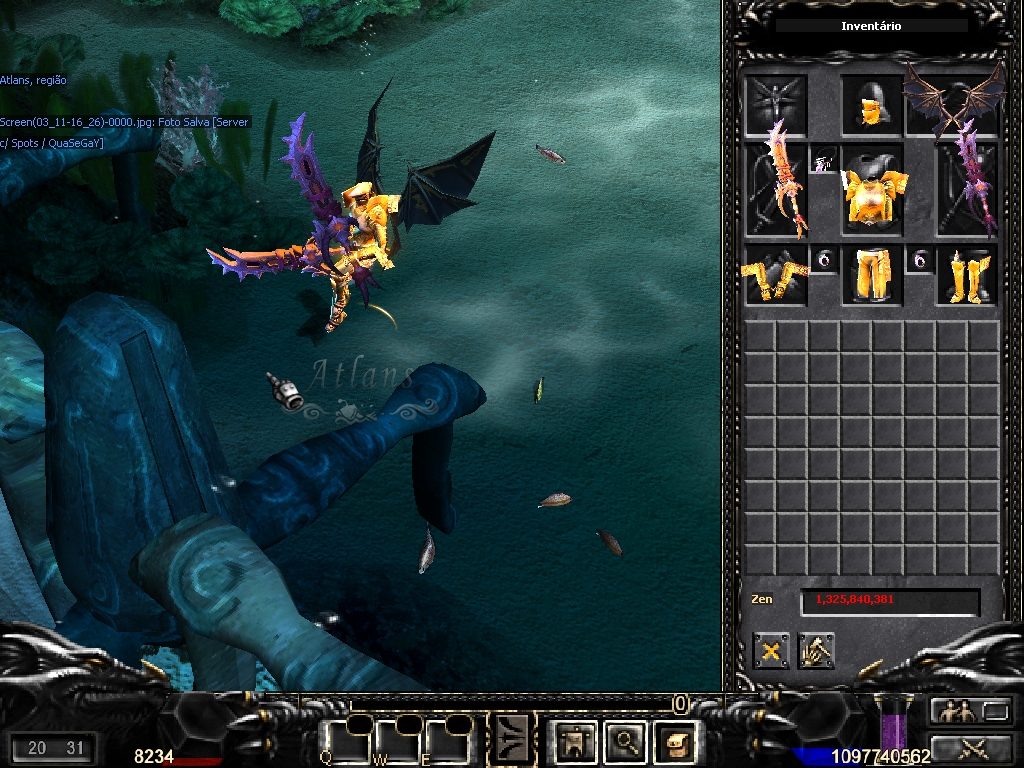 Inventário
Atlans, região
Screen(03_11-16_26)-0000.jpg: Foto Salva [Server
c/ Spots / QuaSeGaY]
Atlans
Zen 1,325,840,381
0
Q W E
20 31
8234
1097740562